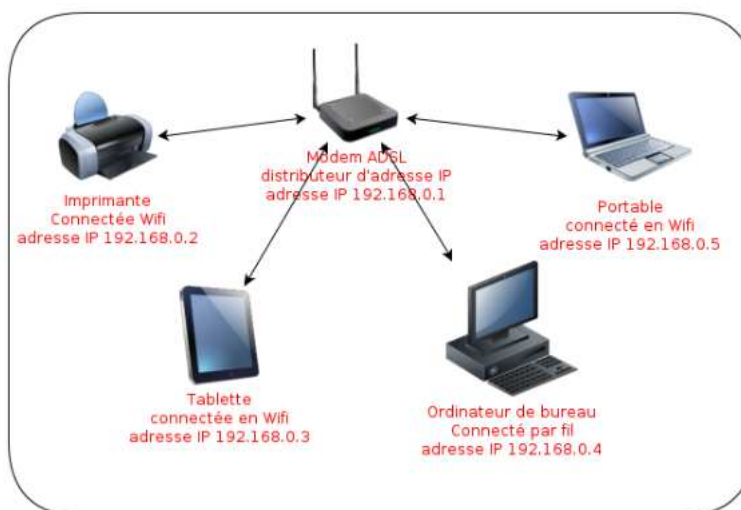 Modem ADSL
distributeur d'adresse IP
adresse IP 192.168.0.1
Imprimante
Connectée Wifi
adresse IP 192.168.0.2
Portable
connecté en Wifi
adresse IP 192.168.0.5
Tablette
connectée en Wifi
adresse IP 192.168.0.3
Ordinateur de bureau
Connecté par fil
adresse IP 192.168.0.4